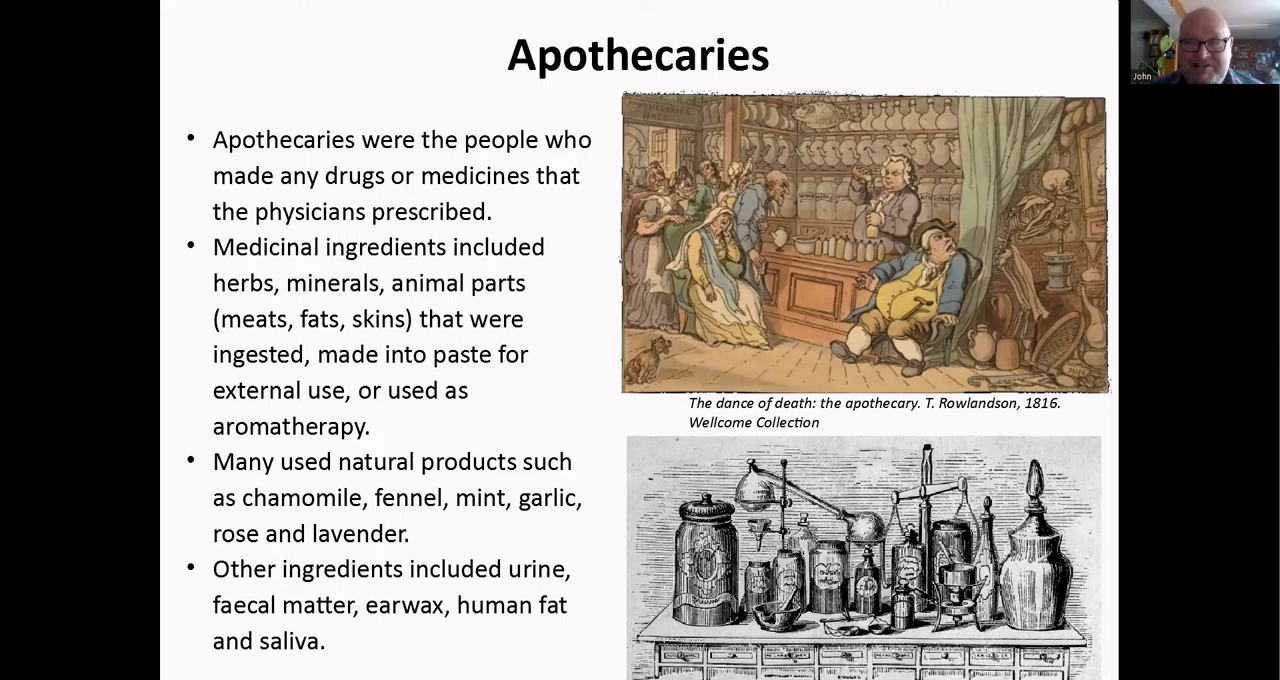 Apothecaries
• Apothecaries were the people who
made any drugs or medicines that
the physicians prescribed.
• Medicinal ingredients included
herbs, minerals, animal parts
(meats, fats, skins) that were
ingested, made into paste for
external use, or used as
aromatherapy.
• Many used natural products such
as chamomile, fennel, mint, garlic,
rose and lavender.
• Other ingredients included urine,
faecal matter, earwax, human fat
and saliva.
The dance of death: the apothecary. T. Rowlandson, 1816.
Wellcome Collection
John